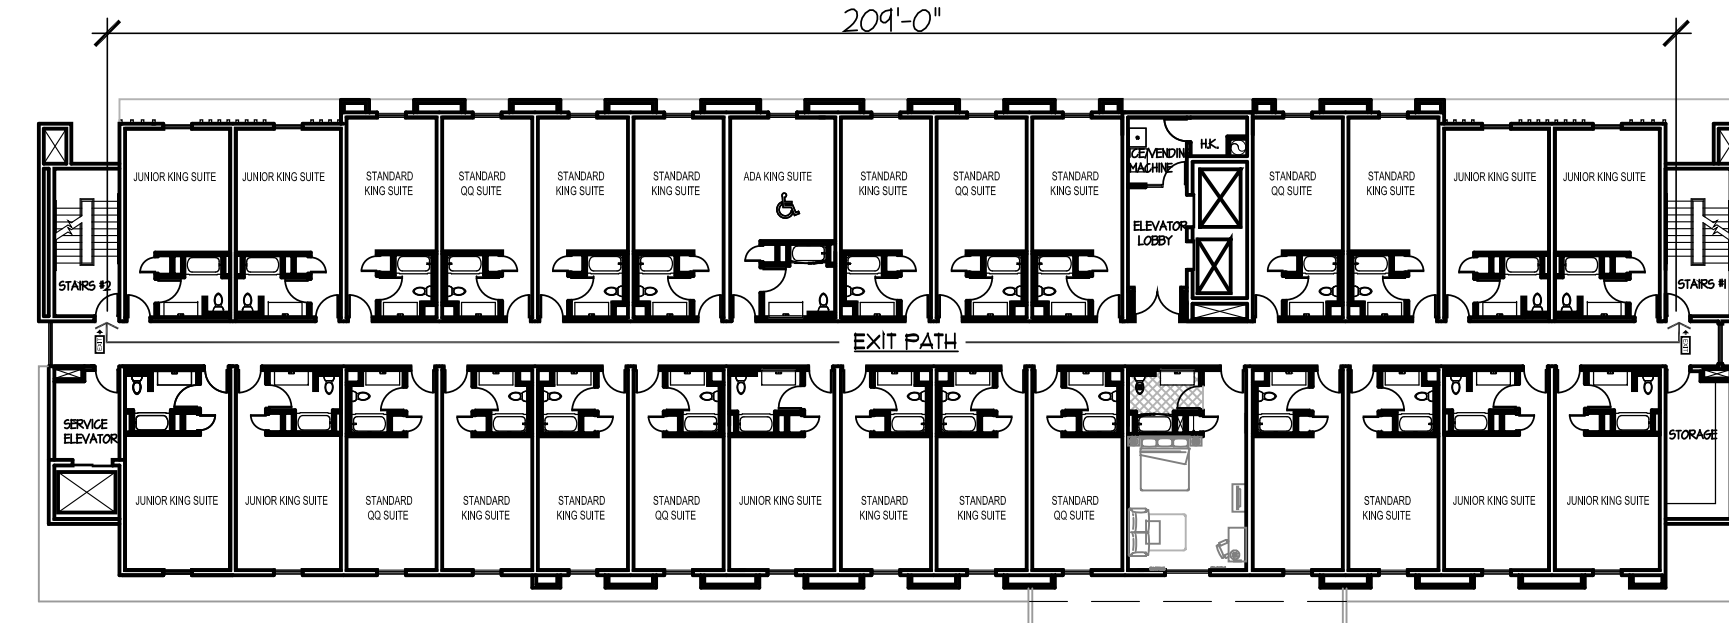 209'-0"
JUNIOR KING SUITE
JUNIOR KING SUITE
STANDARD
KING SUITE
STANDARD
QQ SUITE
STANDARD
KING SUITE
STANDARD
KING SUITE
ADA KING SUITE
STANDARD
KING SUITE
STANDARD
QQ SUITE
STANDARD
KING SUITE
ICE/VENDING
MACHINE
H.K.
ELEVATOR
LOBBY
STANDARD
QQ SUITE
STANDARD
KING SUITE
JUNIOR KING SUITE
JUNIOR KING SUITE
STAIRS #2
STAIRS #1
EXIT
EXIT PATH
EXIT
SERVICE
ELEVATOR
STORAGE
JUNIOR KING SUITE
JUNIOR KING SUITE
STANDARD
QQ SUITE
STANDARD
KING SUITE
STANDARD
KING SUITE
STANDARD
QQ SUITE
JUNIOR KING SUITE
STANDARD
KING SUITE
STANDARD
KING SUITE
STANDARD
QQ SUITE
STANDARD
KING SUITE
JUNIOR KING SUITE
JUNIOR KING SUITE